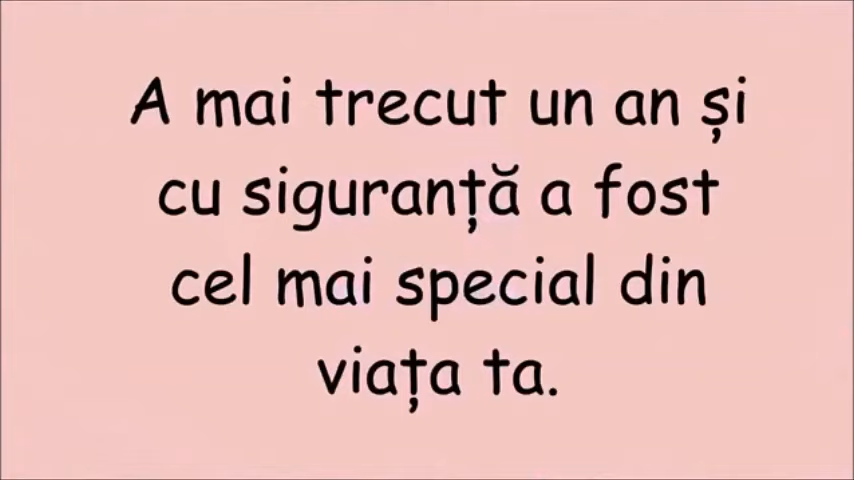 A mai trecut un an și
cu siguranță a fost
cel mai special din
viața ta.